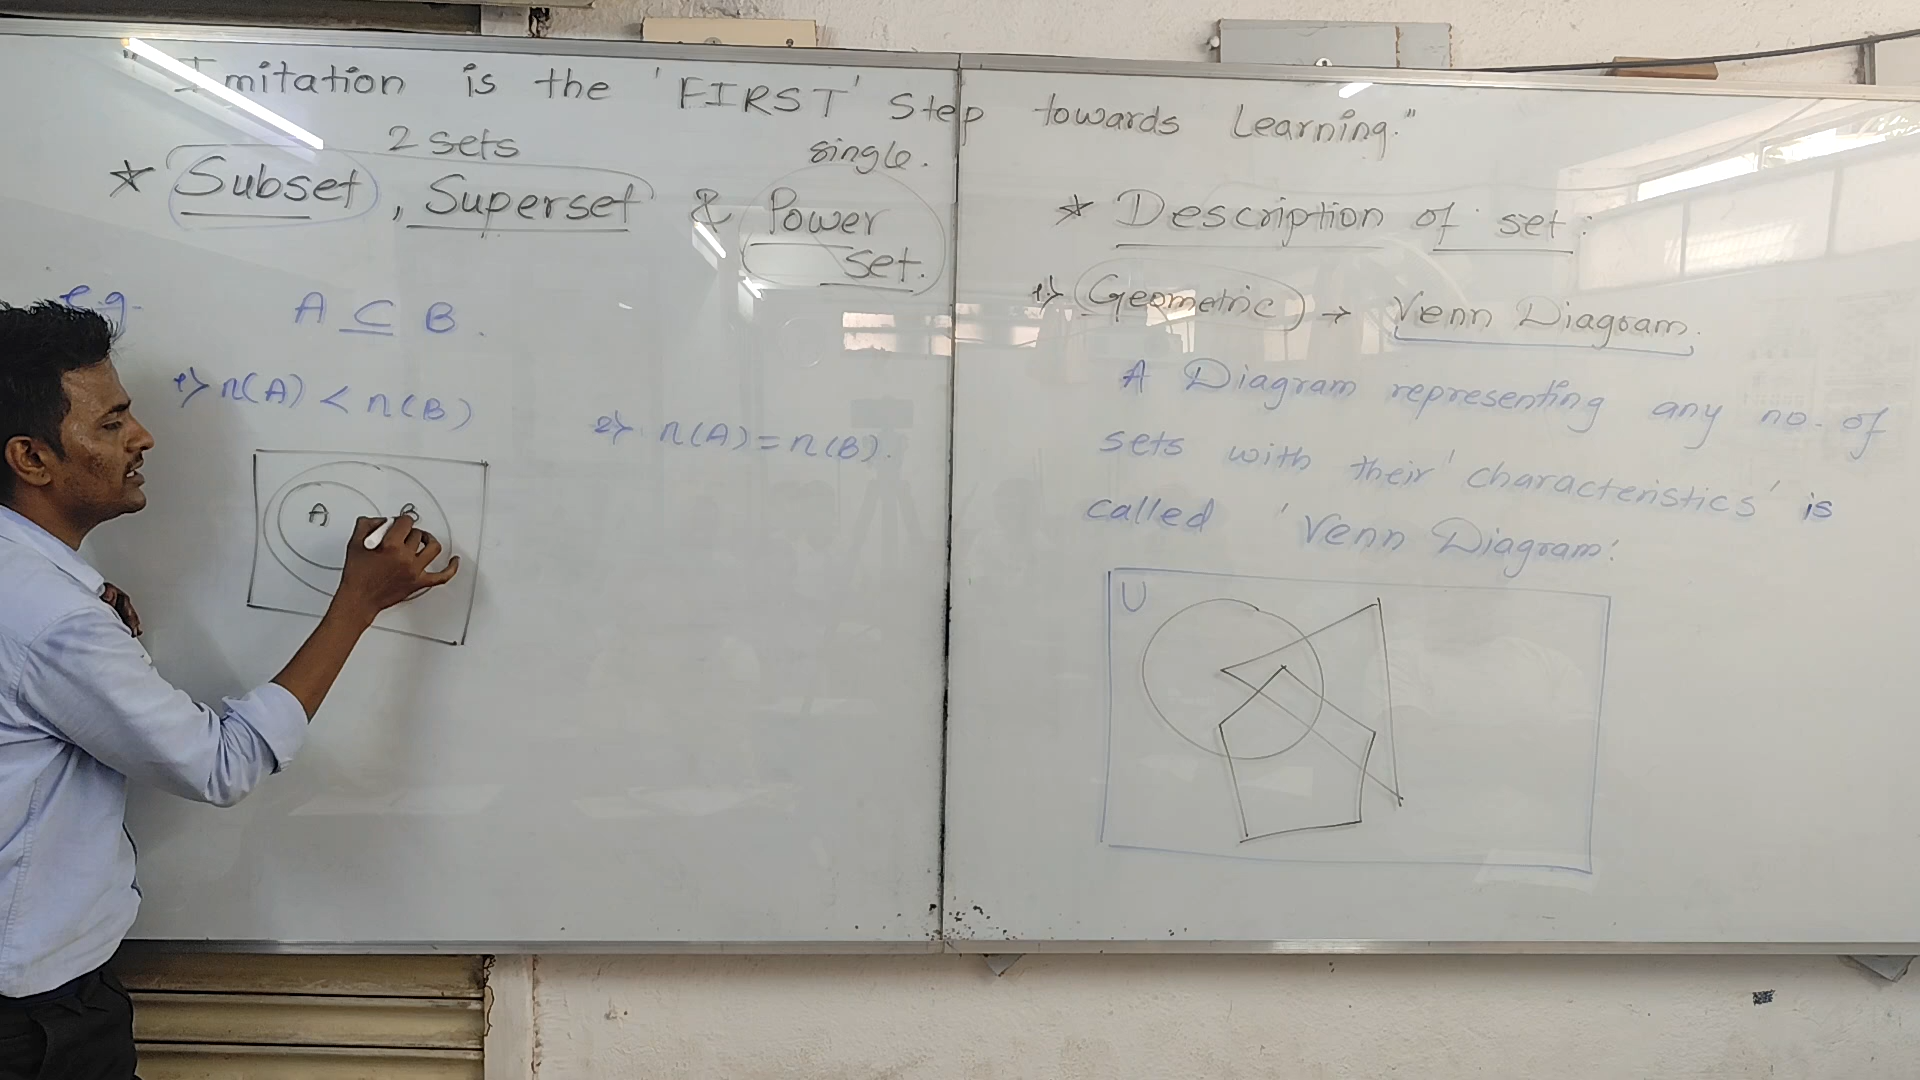 "Imitation is the 'FIRST' Step towards Learning."
2 sets
single.
* Subset, Superset & Power set.
e.g. A ⊆ B.
1> n(A) < n(B)
2> n(A) = n(B).
A B
* Description of set:
1> Geometric → Venn Diagram.
A Diagram representing any no. of
sets with their 'characteristics' is
called 'Venn Diagram'.
U